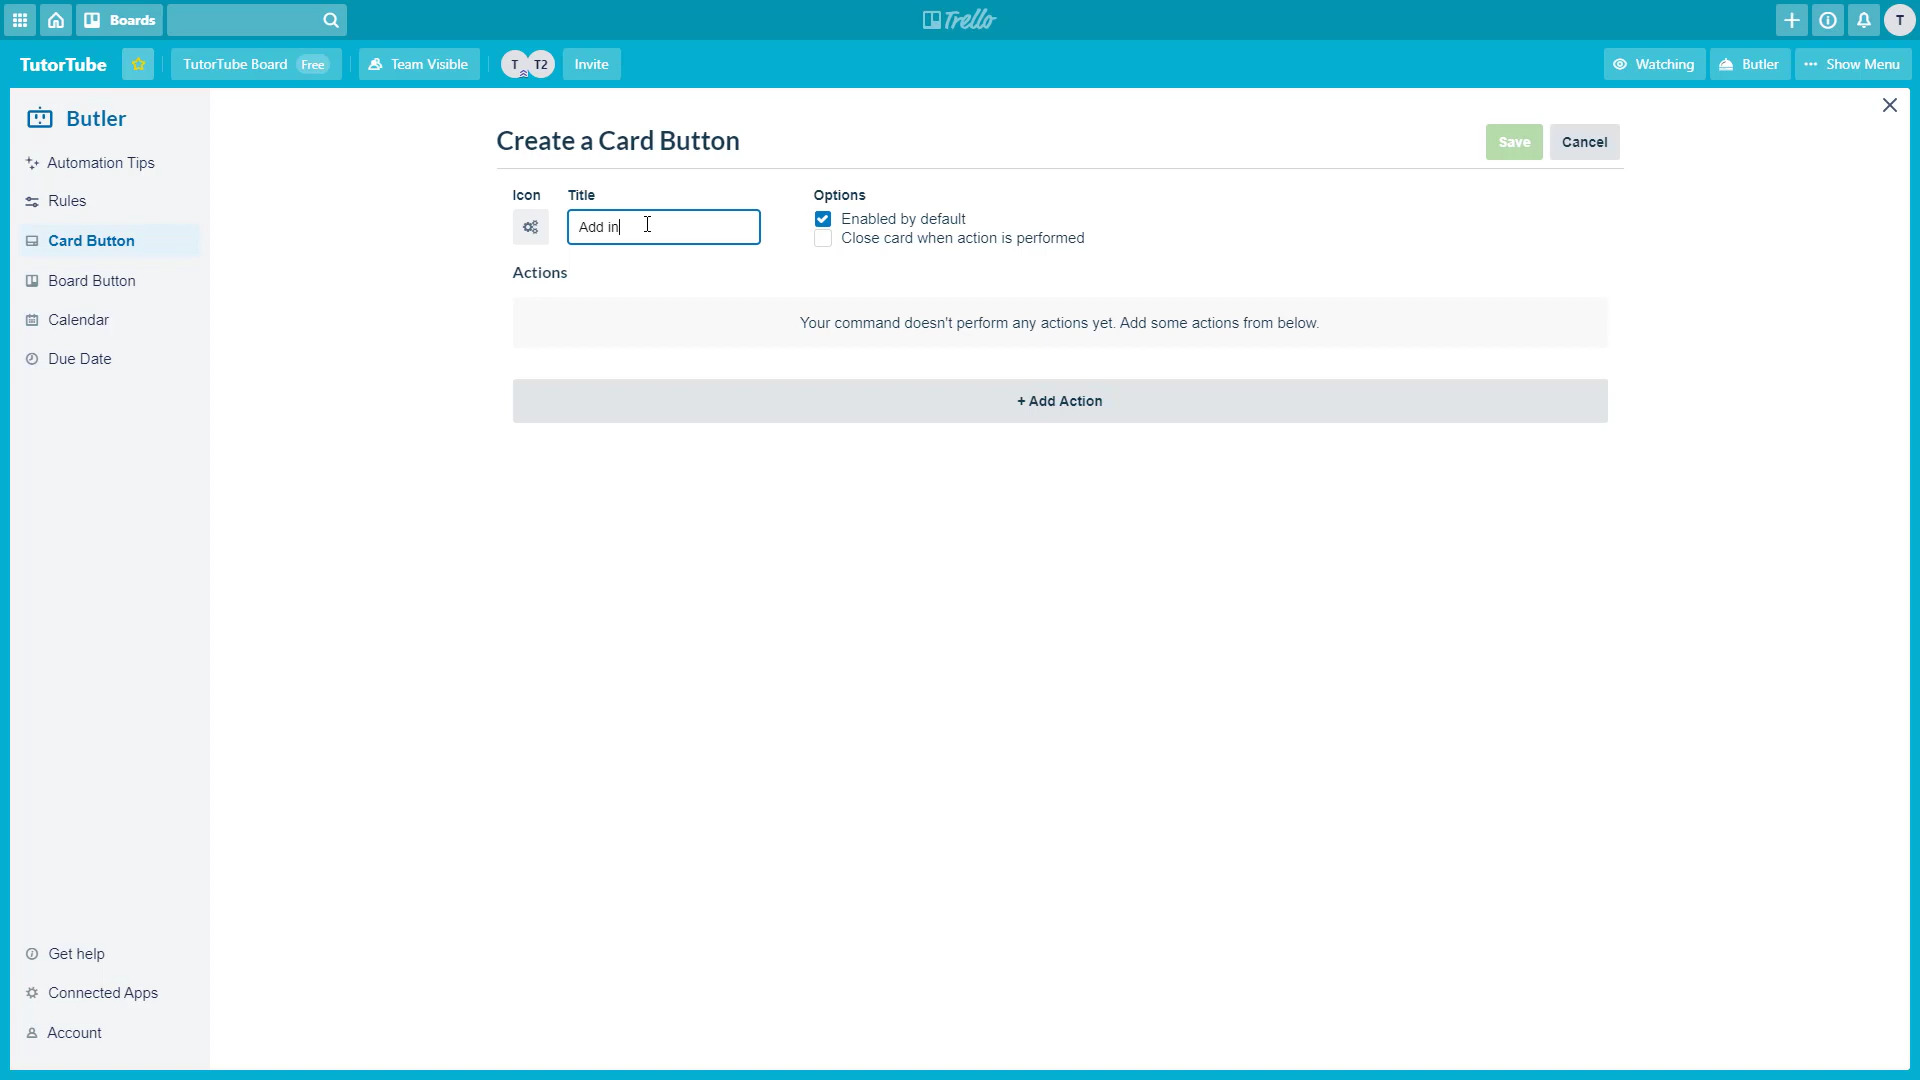 Boards
Trello
T
TutorTube
TutorTube Board Free
Team Visible
T T2
Invite
Watching
Butler
Show Menu
Butler
Automation Tips
Rules
Card Button
Board Button
Calendar
Due Date
Get help
Connected Apps
Account
Create a Card Button
Save
Cancel
Icon
Title
Options
Add in
Enabled by default
Close card when action is performed
Actions
Your command doesn't perform any actions yet. Add some actions from below.
+ Add Action